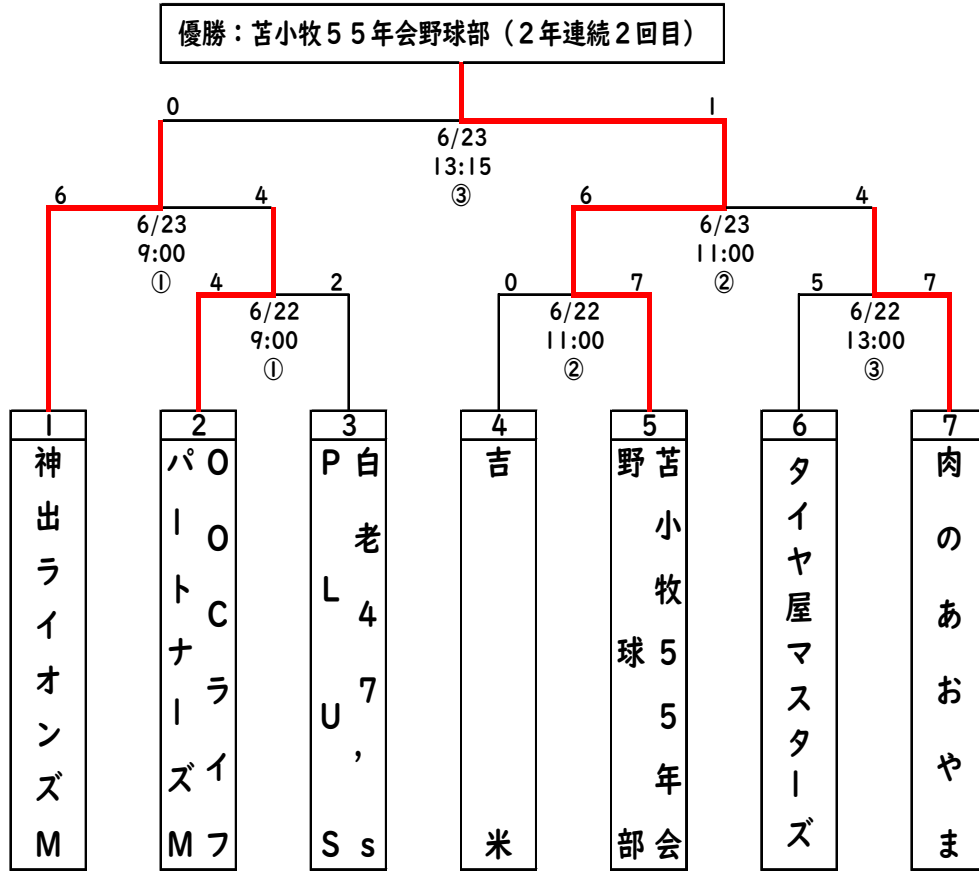 優勝：苫小牧５５年会野球部（２年連続２回目）
0 1
6/23
13:15
③
6 4
6/23
9:00
①
6 4
6/23
11:00
②
4 2
6/22
9:00
①
0 7
6/22
11:00
②
5 7
6/22
13:00
③
1
神出ライオンズM
2
OOCライフ
パートナーズM
3
白老47’s
PLUS
4
吉米
5
苫小牧55年会
野球部
6
タイヤ屋マスターズ
7
肉のあおやま